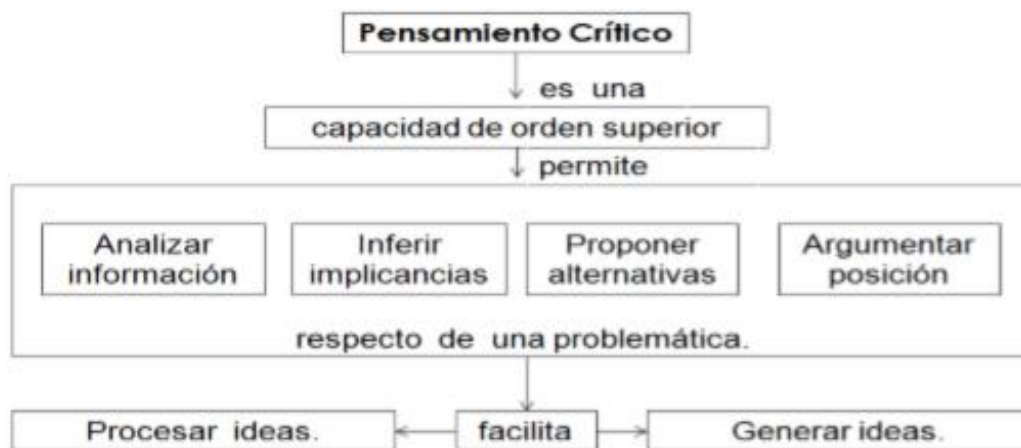 Pensamiento Crítico
es una
capacidad de orden superior
permite
Analizar
información
Inferir
implicancias
Proponer
alternativas
Argumentar
posición
respecto de una problemática.
Procesar ideas.
facilita
Generar ideas.